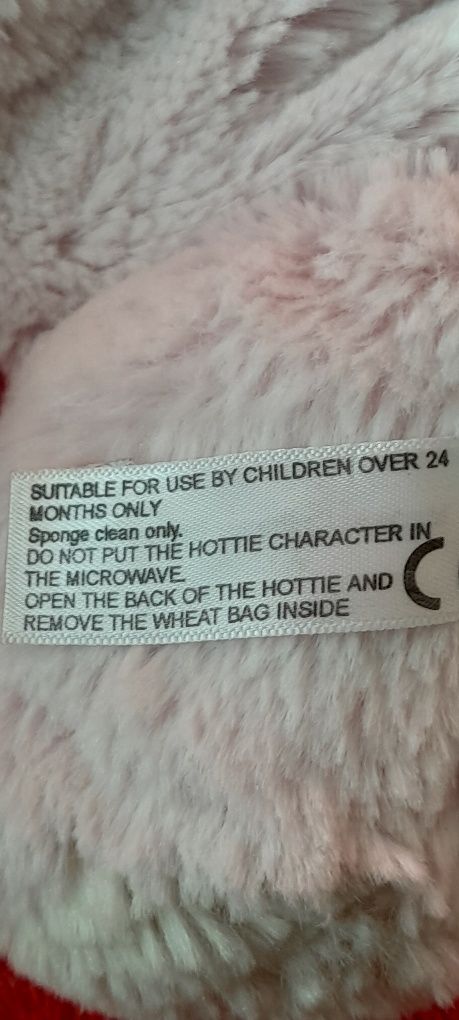 SUITABLE FOR USE BY CHILDREN OVER 24
MONTHS ONLY
Sponge clean only.
DO NOT PUT THE HOTTIE CHARACTER IN
THE MICROWAVE.
OPEN THE BACK OF THE HOTTIE AND
REMOVE THE WHEAT BAG INSIDE